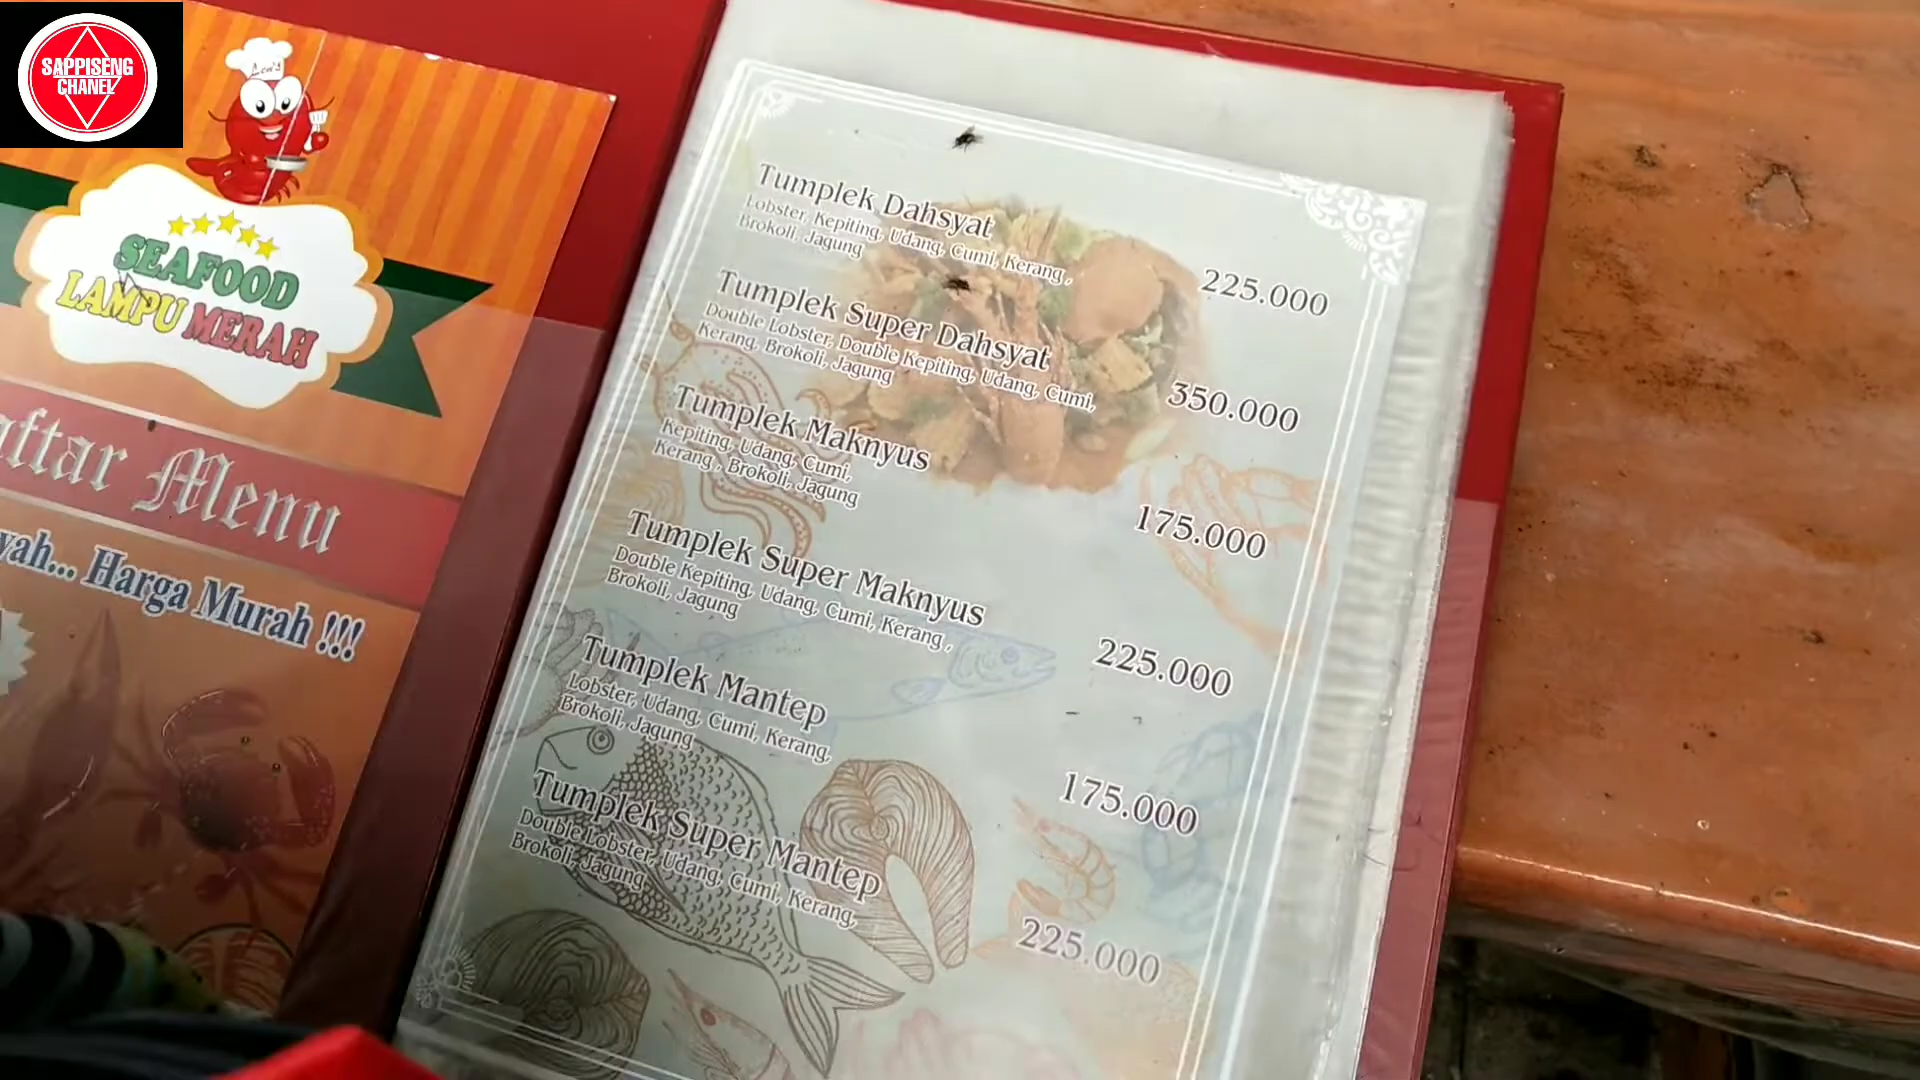 SAPPISENG
CHANEL
SEAFOOD
LAMPU MERAH
Menu
Harga Murah !!!
Tumplek Dahsyat
Lobster, Kepiting, Udang, Cumi, Kerang ,
Brokoli, Jagung
225.000
Tumplek Super Dahsyat
Double Lobster, Double Kepiting, Udang, Cumi,
Kerang, Brokoli, Jagung
350.000
Tumplek Maknyus
Kepiting, Udang, Cumi,
Kerang , Brokoli, Jagung
175.000
Tumplek Super Maknyus
Double Kepiting, Udang, Cumi, Kerang ,
Brokoli, Jagung
225.000
Tumplek Mantep
Lobster, Udang, Cumi, Kerang,
Brokoli, Jagung
175.000
Tumplek Super Mantep
Double Lobster, Udang, Cumi, Kerang,
Brokoli, Jagung
225.000